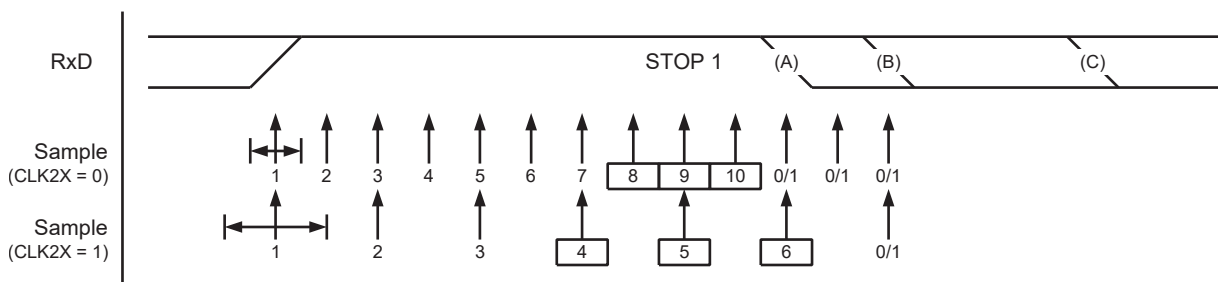 RxD STOP 1 (A) (B) (C)
Sample
(CLK2X = 0) 1 2 3 4 5 6 7 8 9 10 0/1 0/1 0/1
Sample
(CLK2X = 1) 1 2 3 4 5 6 0/1